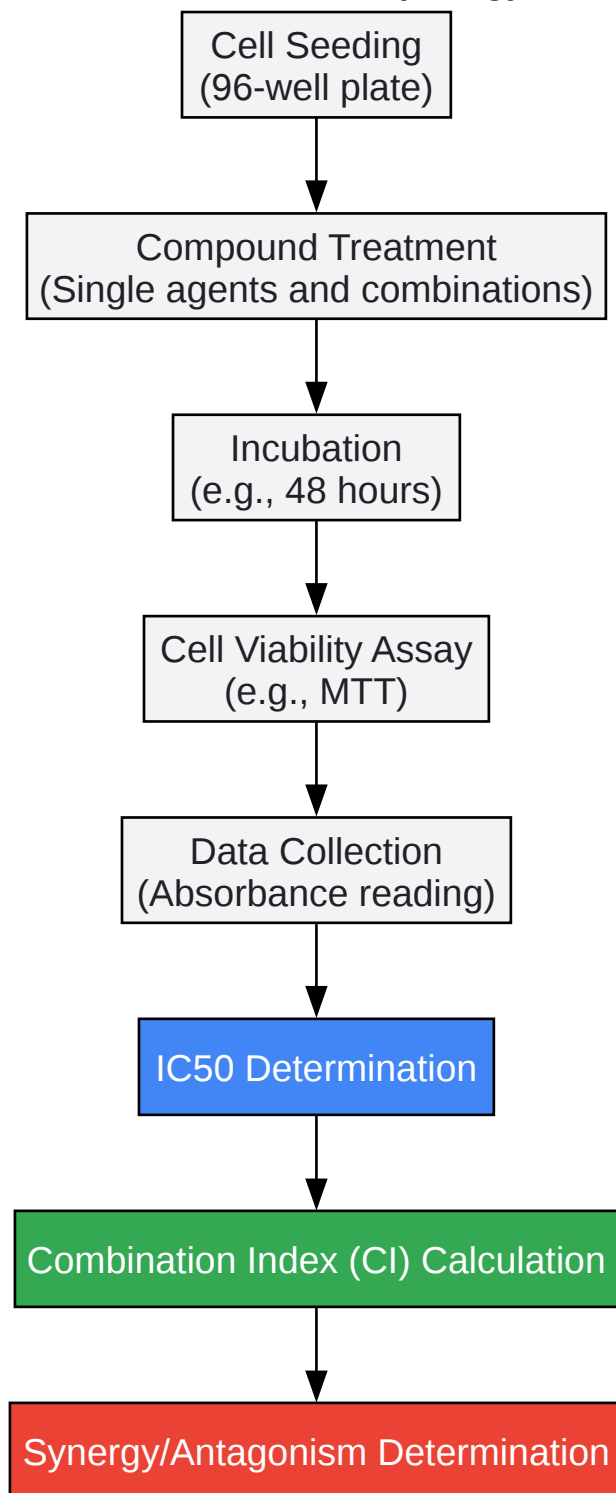 Cell Seeding
(96-well plate)
Compound Treatment
(Single agents and combinations)
Incubation
(e.g., 48 hours)
Cell Viability Assay
(e.g., MTT)
Data Collection
(Absorbance reading)
IC50 Determination
Combination Index (CI) Calculation
Synergy/Antagonism Determination